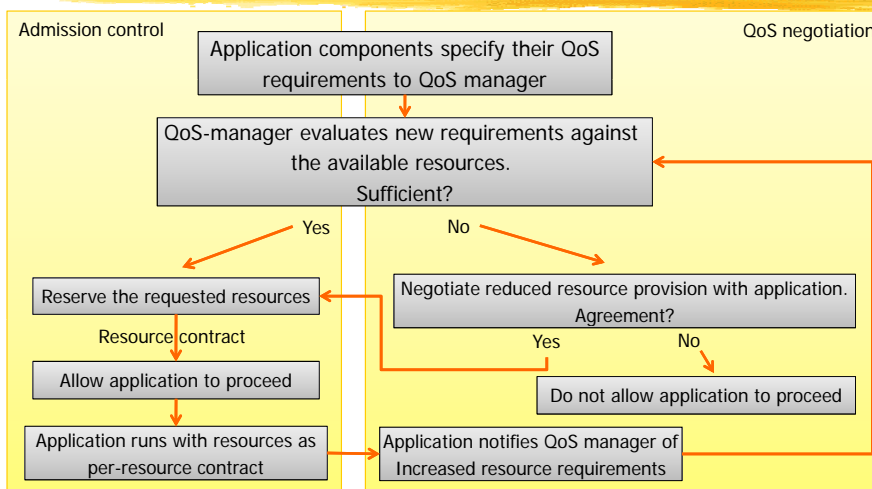 Admission control
QoS negotiation
Application components specify their QoS
requirements to QoS manager
QoS-manager evaluates new requirements against
the available resources.
Sufficient?
Yes
No
Reserve the requested resources
Negotiate reduced resource provision with application.
Agreement?
Resource contract
Yes
No
Allow application to proceed
Do not allow application to proceed
Application runs with resources as
per-resource contract
Application notifies QoS manager of
Increased resource requirements